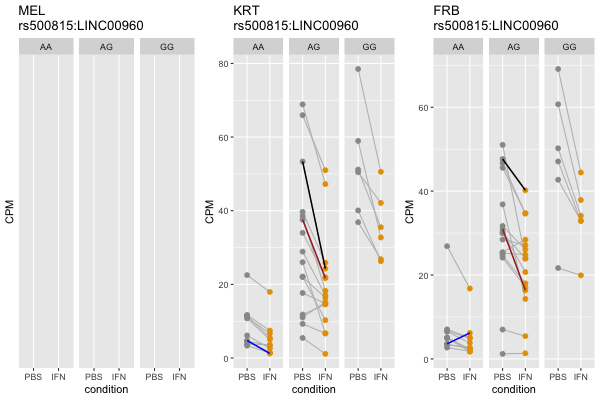 MEL
rs500815:LINC00960
AA AG GG
CPM
PBS IFN PBS IFN PBS IFN
condition
KRT
rs500815:LINC00960
AA AG GG
80
60
40
20
0
CPM
PBS IFN PBS IFN PBS IFN
condition
FRB
rs500815:LINC00960
AA AG GG
60
40
20
0
CPM
PBS IFN PBS IFN PBS IFN
condition